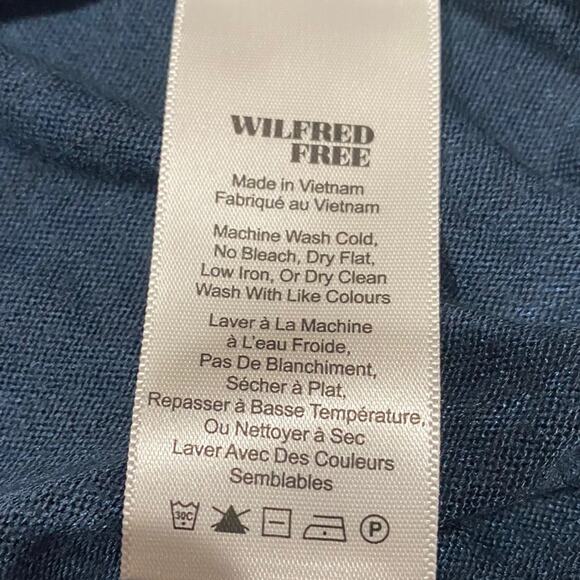 WILFRED
FREE
Made in Vietnam
Fabriqué au Vietnam
Machine Wash Cold,
No Bleach, Dry Flat,
Low Iron, Or Dry Clean
Wash With Like Colours
Laver à La Machine
à L'eau Froide,
Pas De Blanchiment,
Sécher à Plat,
Repasser à Basse Température,
Ou Nettoyer à Sec
Laver Avec Des Couleurs
Semblables
30C P